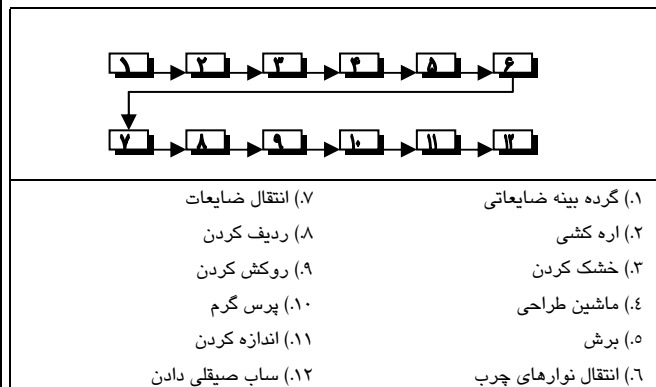 ۱ ۲ ۳ ۴ ۵ ۶
۷ ۸ ۹ ۱۰ ۱۱ ۱۲
۱.) گرده بینه ضایعاتی
۲.) اره کشی
۳.) خشک کردن
٤.) ماشین طراحی
۵.) برش
٦.) انتقال نوارهای چرب
۷.) انتقال ضایعات
۸.) ردیف کردن
۹.) روکش کردن
۱۰.) پرس گرم
۱۱.) اندازه کردن
۱۲.) ساب صیقلی دادن